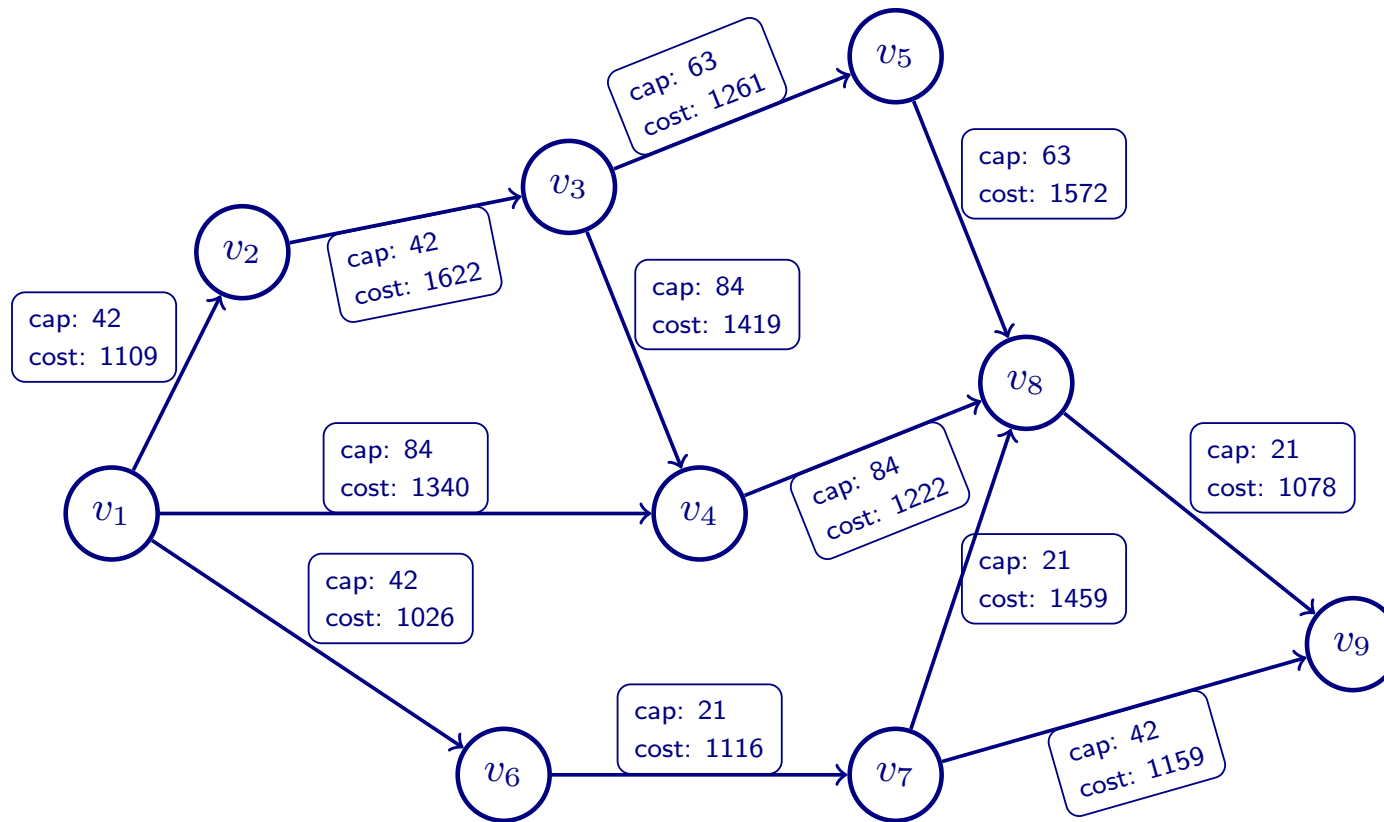 v5
cap: 63
cost: 1261
cap: 63
cost: 1572
v3
v2
cap: 42
cost: 1622
cap: 84
cost: 1419
cap: 42
cost: 1109
v8
cap: 84
cost: 1340
cap: 84
cost: 1222
cap: 21
cost: 1078
v1
v4
cap: 42
cost: 1026
cap: 21
cost: 1459
v9
cap: 21
cost: 1116
cap: 42
cost: 1159
v6
v7